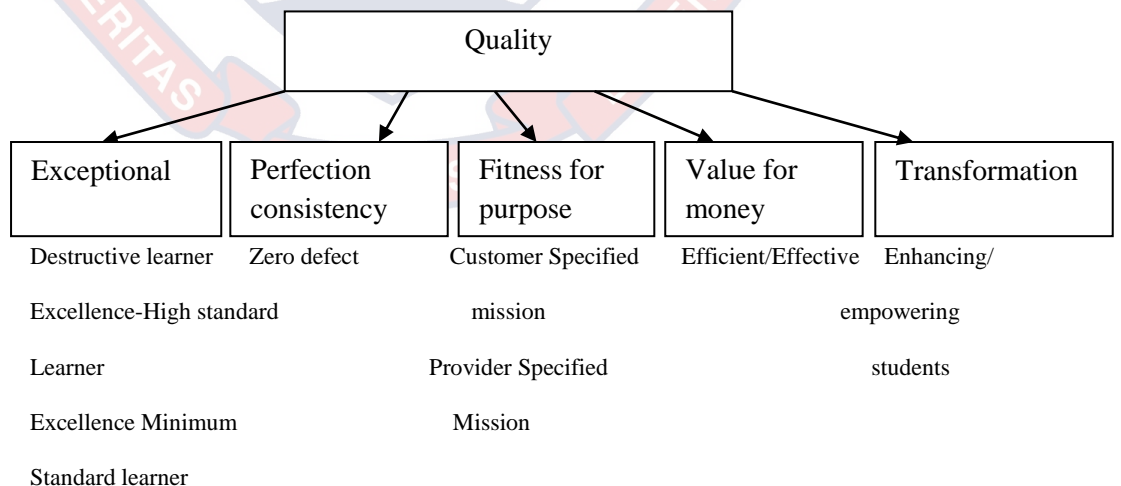 Quality
Exceptional
Perfection
consistency
Fitness for
purpose
Value for
money
Transformation
Destructive learner Zero defect Customer Specified Efficient/Effective Enhancing/
Excellence-High standard mission empowering
Learner Provider Specified students
Excellence Minimum Mission
Standard learner
VERITAS